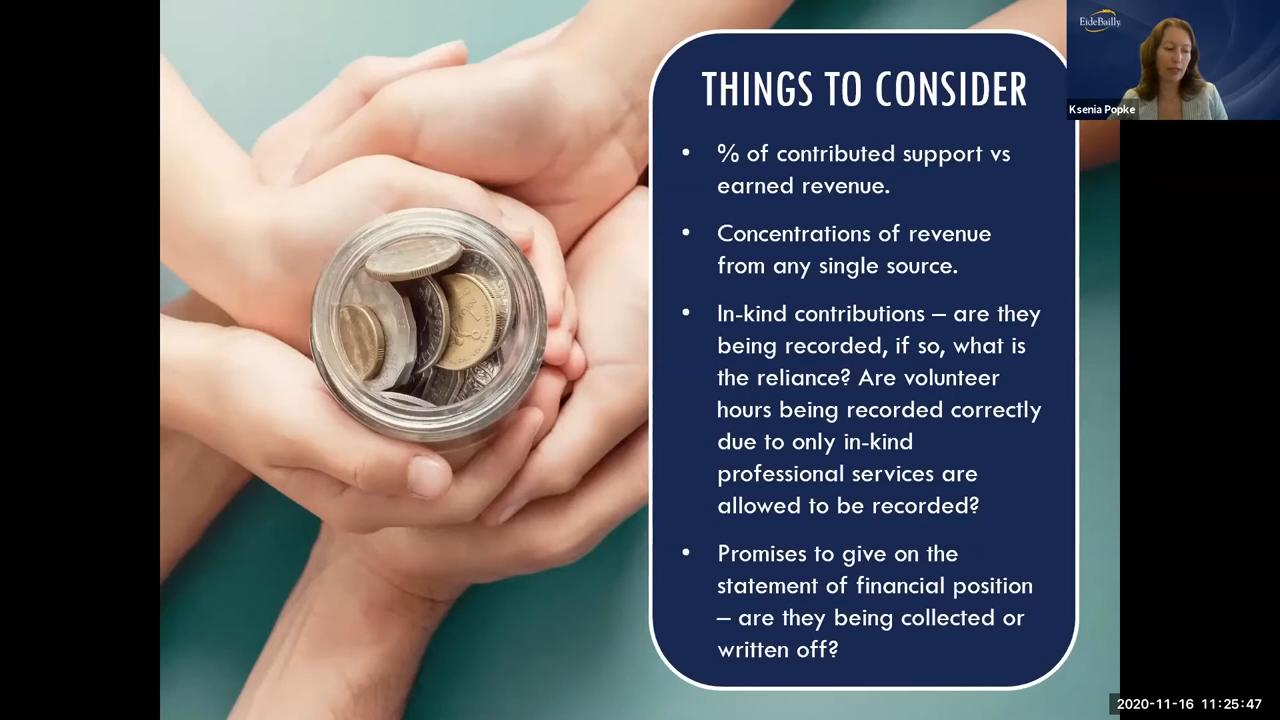 THINGS TO CONSIDER
• % of contributed support vs
earned revenue.
• Concentrations of revenue
from any single source.
• In-kind contributions – are they
being recorded, if so, what is
the reliance? Are volunteer
hours being recorded correctly
due to only in-kind
professional services are
allowed to be recorded?
• Promises to give on the
statement of financial position
– are they being collected or
written off?
EideBailly
Ksenia Popke
2020-11-16 11:25:47